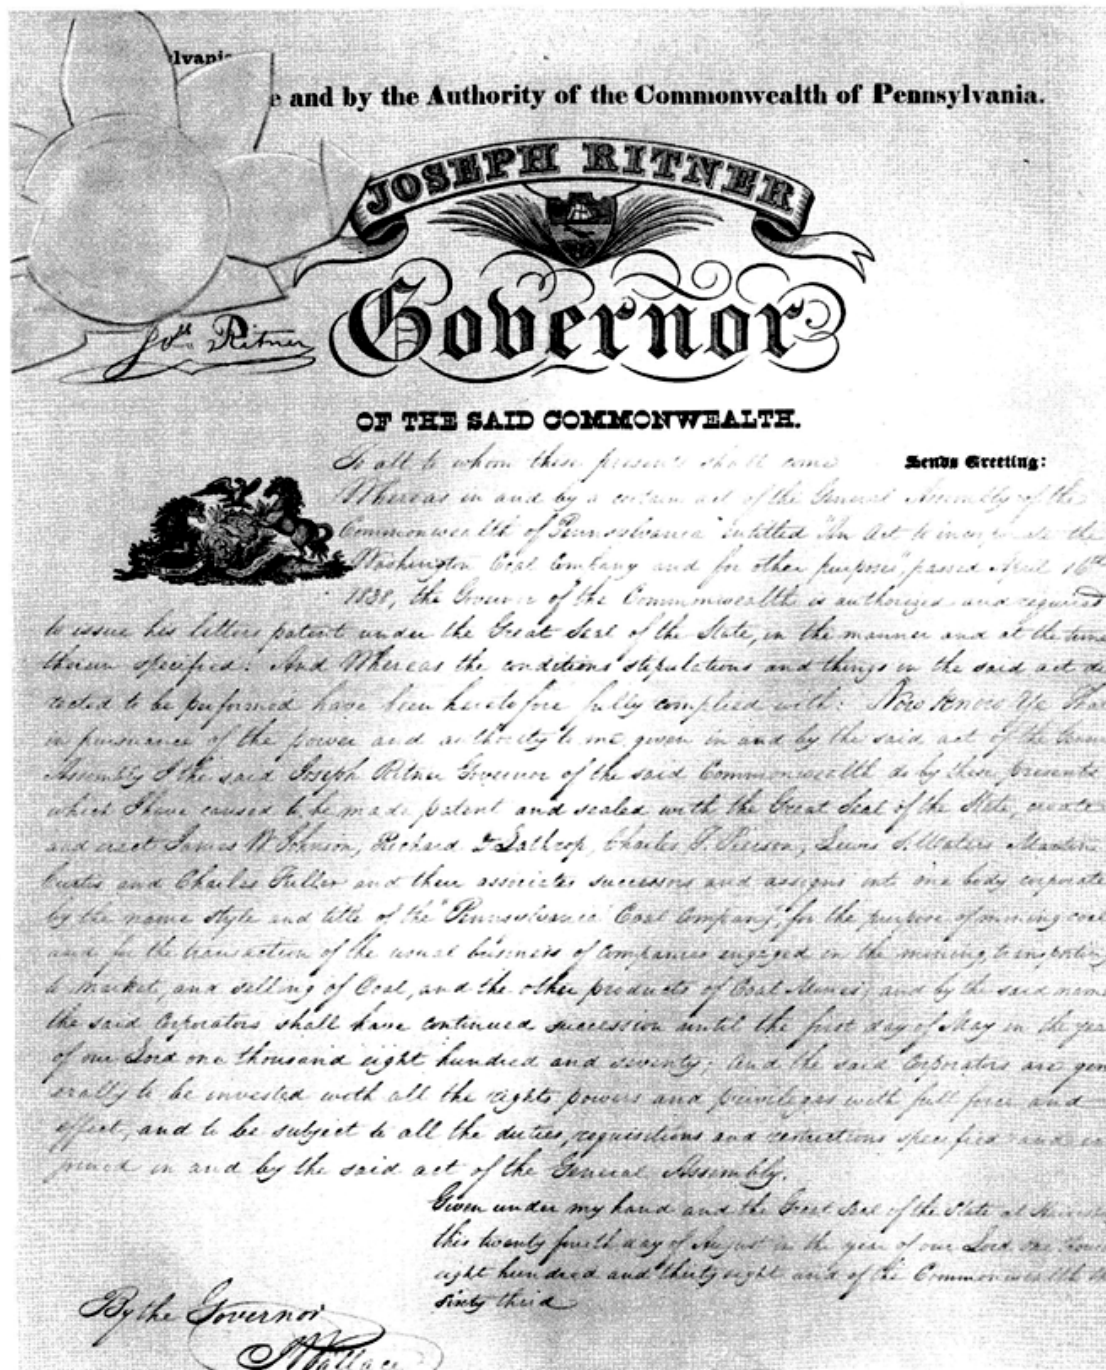 lvania
e and by the Authority of the Commonwealth of Pennsylvania.
JOSEPH RITNER
Jos. Ritner
Governor
OF THE SAID COMMONWEALTH.
To all to whom these presents shall come Sends Greeting:
Whereas in and by a certain act of the General Assembly of the
Commonwealth of Pennsylvania entitled "An Act to incorporate the
Washington Coal Company and for other purposes", passed April 16th
1838, the Governor of the Commonwealth is authorized and required
to issue his letters patent under the Great Seal of the State, in the manner and at the time
therein specified: And Whereas the conditions stipulations and things in the said act di
rected to be performed have been heretofore fully complied with: Now Know Ye That
in pursuance of the power and authority to me given in and by the said act of the
Assembly I the said Joseph Ritner Governor of the said Commonwealth do by these presents
which I have caused to be made patent and sealed with the Great Seal of the State, create
and erect James W Johnson, Richard Lathrop, Charles T. Pierson, Lewis S. Waters
Curtis and Charles Fuller and their associates successors and assigns into one body corporate
by the name style and title of the "Pennsylvania Coal Company", for the purpose of mining coal
and for the transaction of the usual business of Companies engaged in the mining, transporting
to market, and selling of Coal, and the other products of Coal Mines; and by the said name
the said Corporators shall have continued succession until the first day of May in the year
of our Lord one thousand eight hundred and seventy; And the said Corporators are gen
erally to be invested with all the rights powers and privileges with full force and
effect, and to be subject to all the duties, requisitions and restrictions specified and en
joined in and by the said act of the General Assembly.
Given under my hand and the Great Seal of the State at
this twenty fourth day of August in the year of our Lord one
eight hundred and thirty eight and of the Commonwealth
sixty third
By the Governor
Wallace